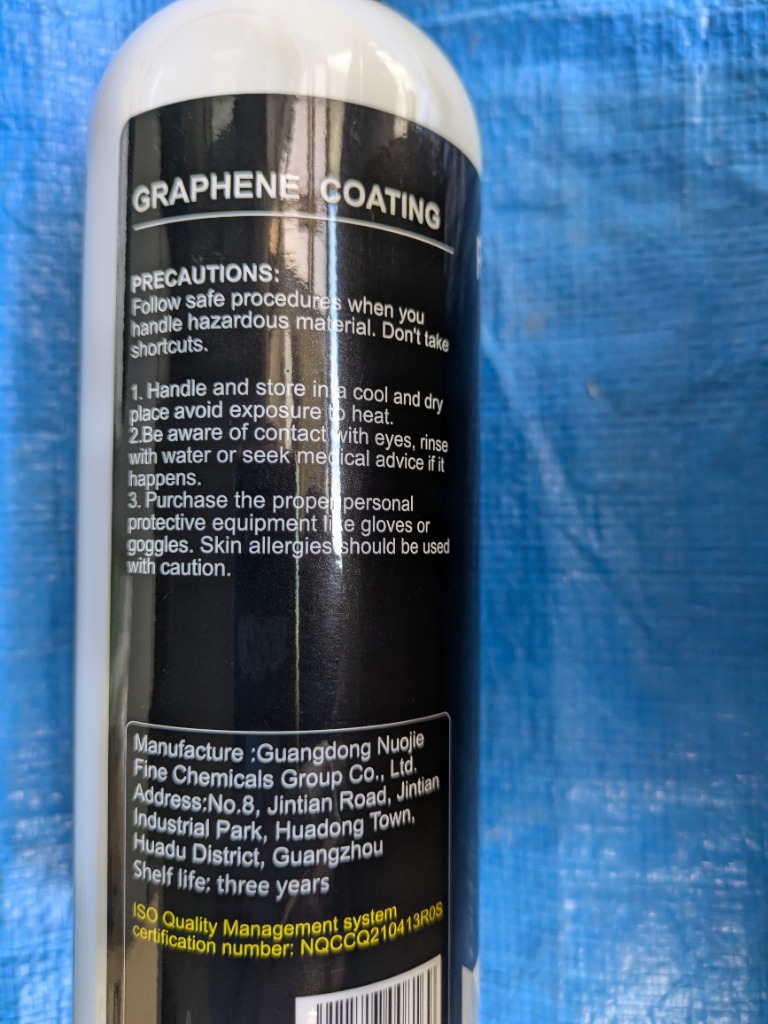 GRAPHENE COATING
PRECAUTIONS:
Follow safe procedures when you
handle hazardous material. Don't take
shortcuts.
1. Handle and store in a cool and dry
place avoid exposure to heat.
2.Be aware of contact with eyes, rinse
with water or seek medical advice if it
happens.
3. Purchase the proper personal
protective equipment like gloves or
goggles. Skin allergies should be used
with caution.
Manufacture :Guangdong Nuojie
Fine Chemicals Group Co., Ltd.
Address:No.8, Jintian Road, Jintian
Industrial Park, Huadong Town,
Huadu District, Guangzhou
Shelf life: three years
ISO Quality Management system
certification number: NQCCQ210413R0S